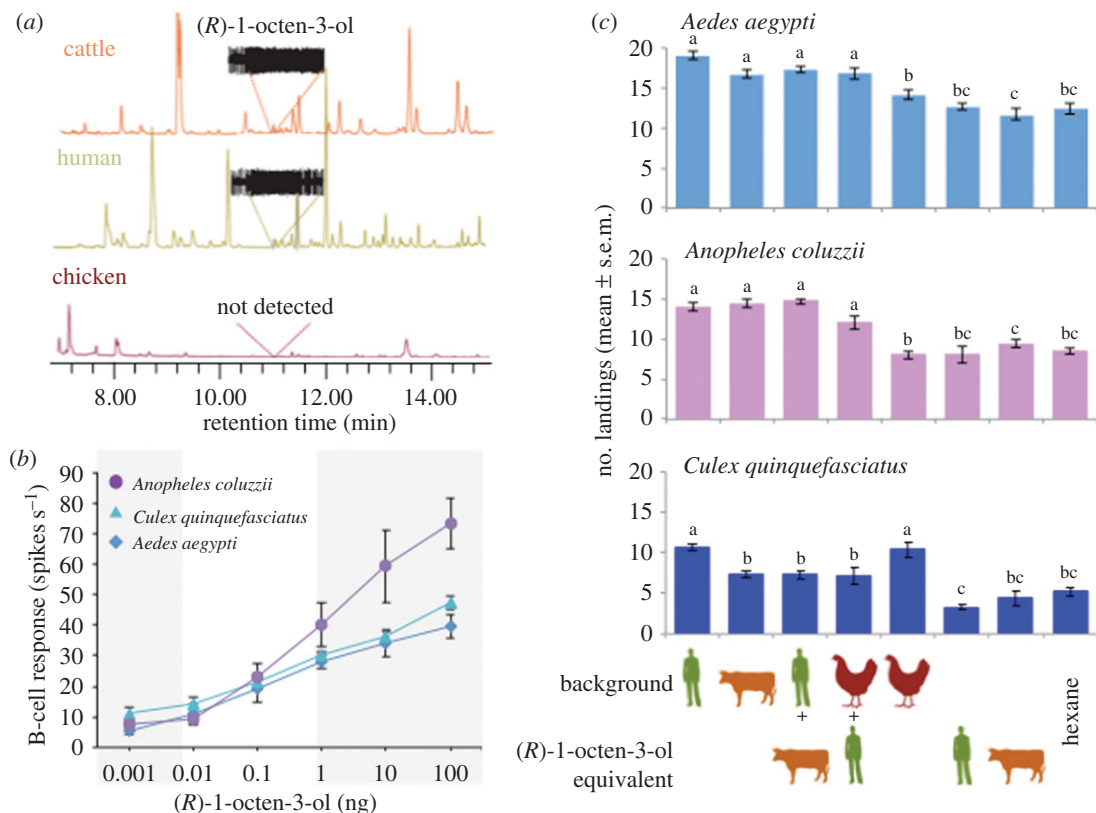 (a)
(R)-1-octen-3-ol
cattle
human
chicken
not detected
8.00 10.00 12.00 14.00
retention time (min)
(b)
90
80
70
60
50
40
30
20
10
0
Anopheles coluzzii
Culex quinquefasciatus
Aedes aegypti
B-cell response (spikes s⁻¹)
0.001 0.01 0.1 1 10 100
(R)-1-octen-3-ol (ng)
(c)
no. landings (mean ± s.e.m.)
Aedes aegypti
20
15
10
5
0
a a a a b bc c bc
Anopheles coluzzii
20
15
10
5
0
a a a a b bc c bc
Culex quinquefasciatus
20
15
10
5
0
a b b b a c bc bc
background
+ +
(R)-1-octen-3-ol
equivalent
hexane